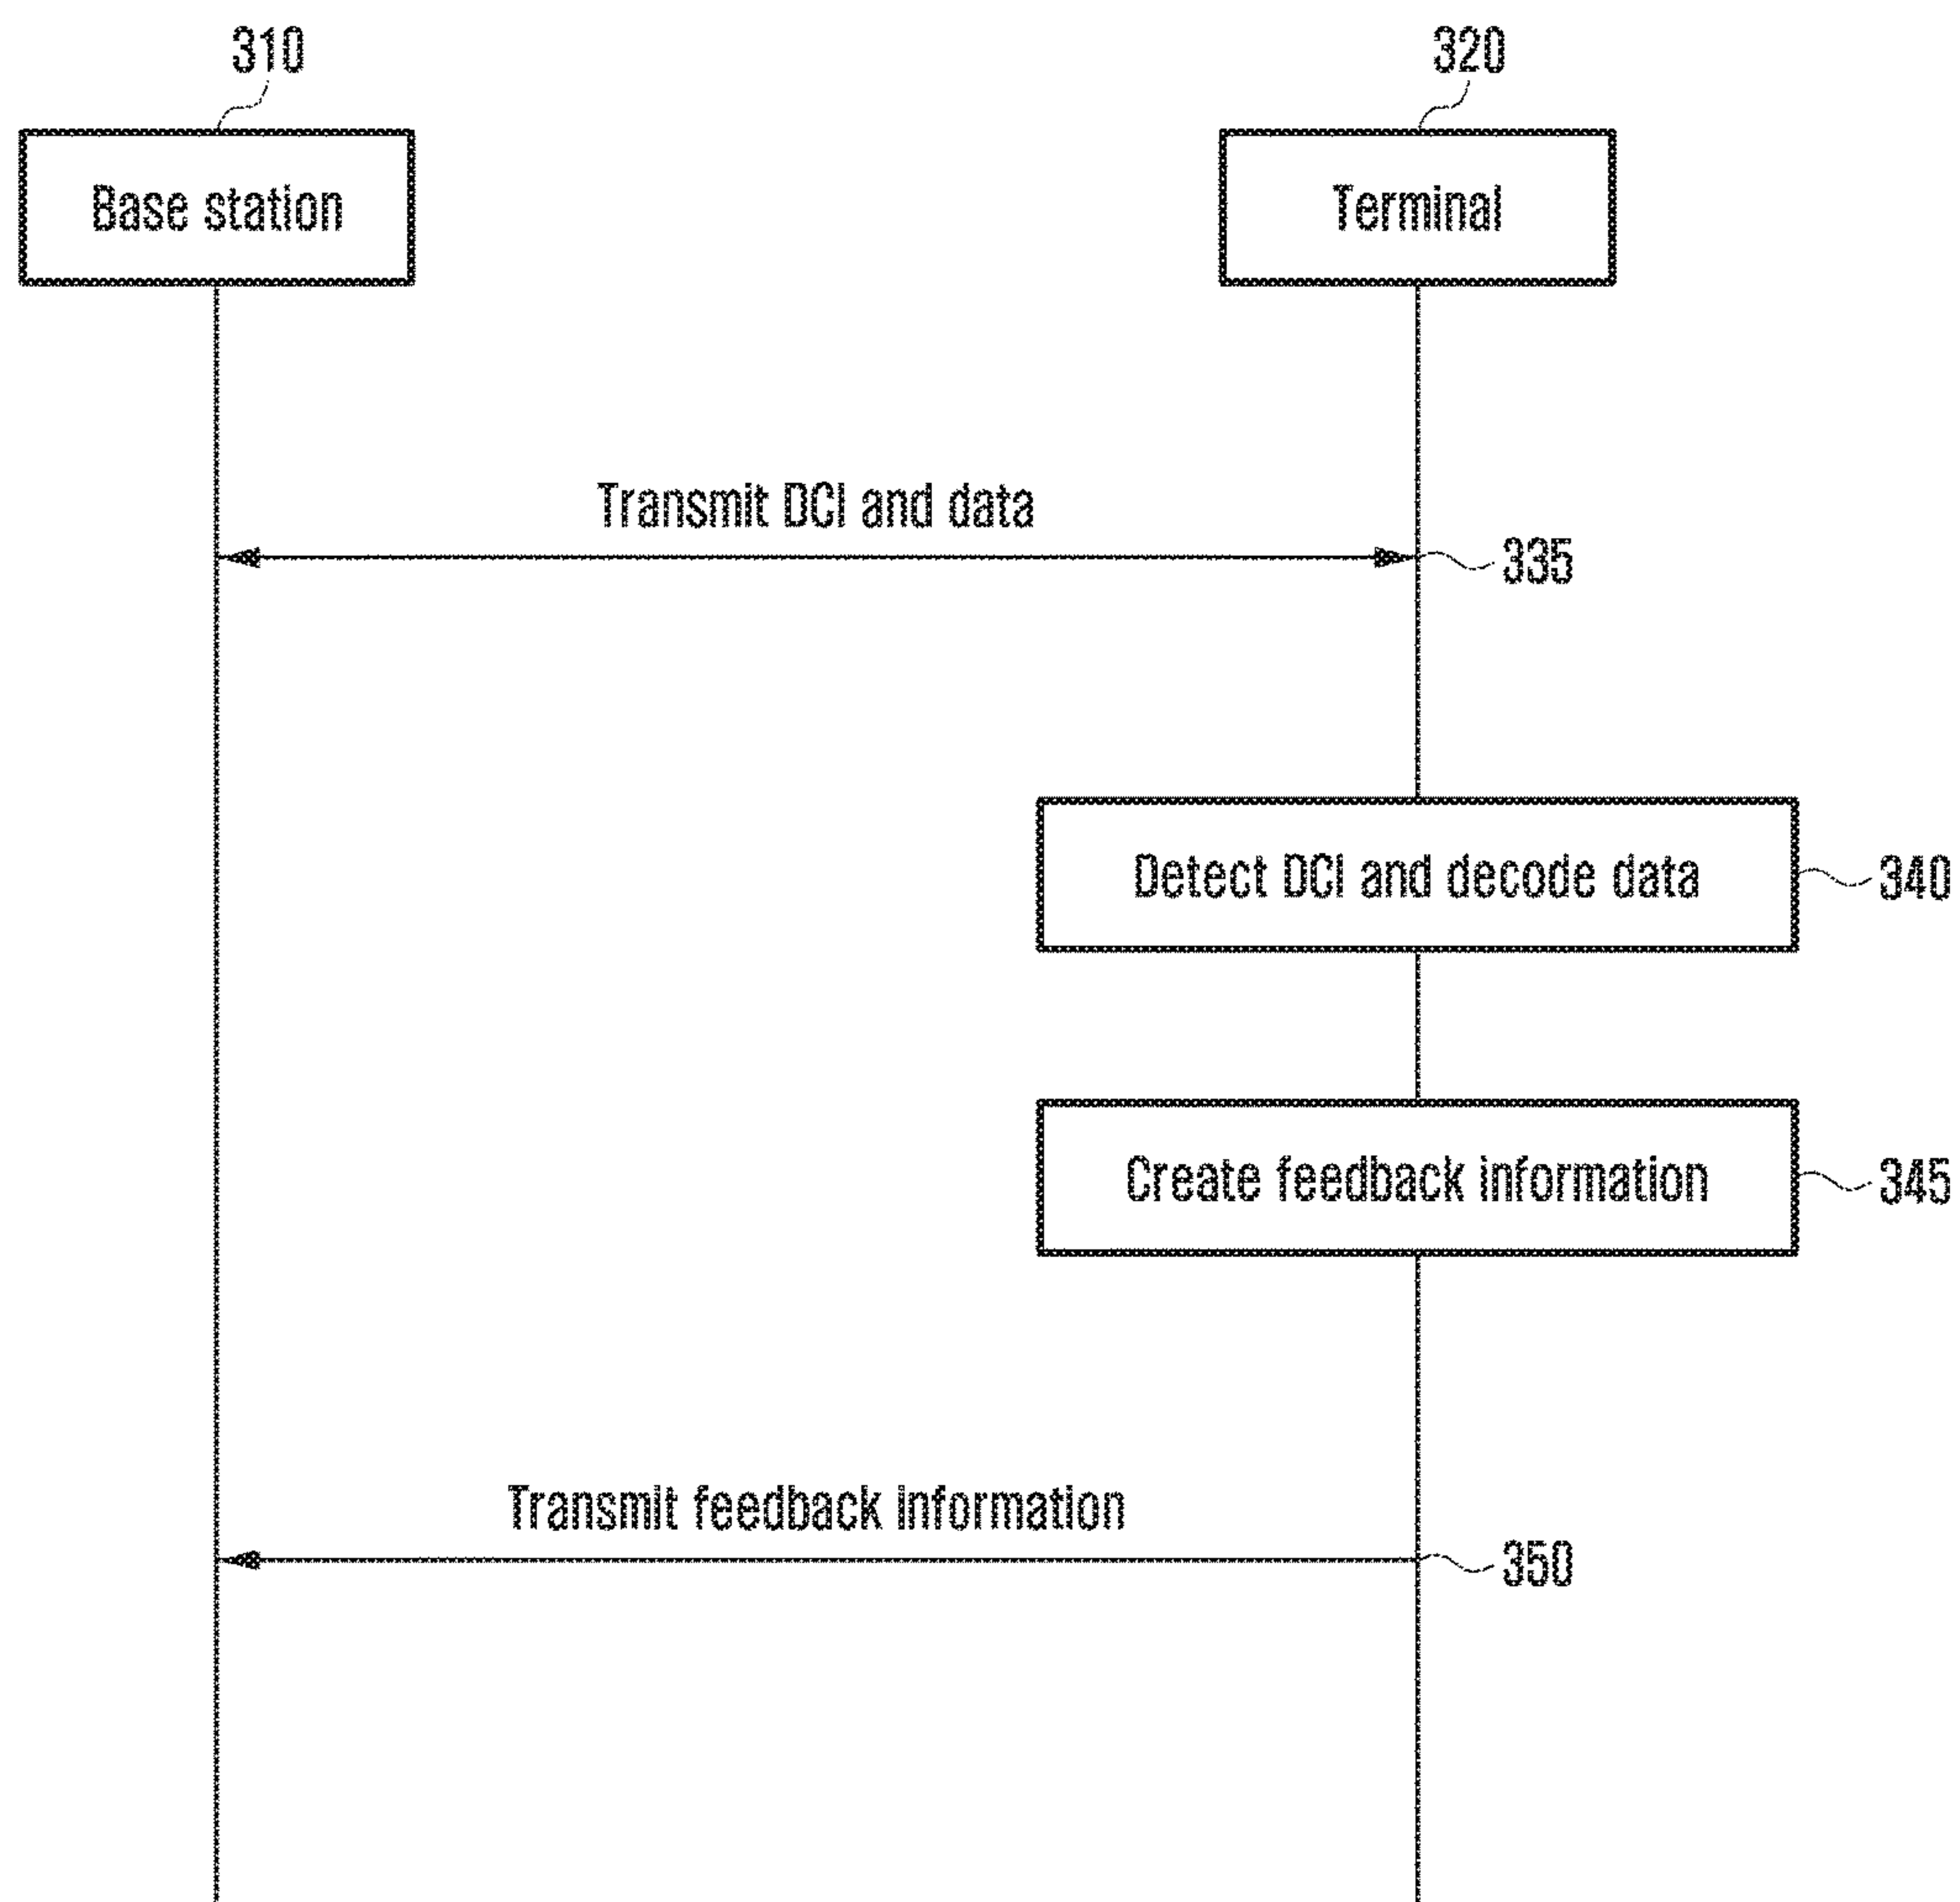 310
320
Base station
Terminal
Transmit DCI and data
335
Detect DCI and decode data
340
Create feedback information
345
Transmit feedback information
350